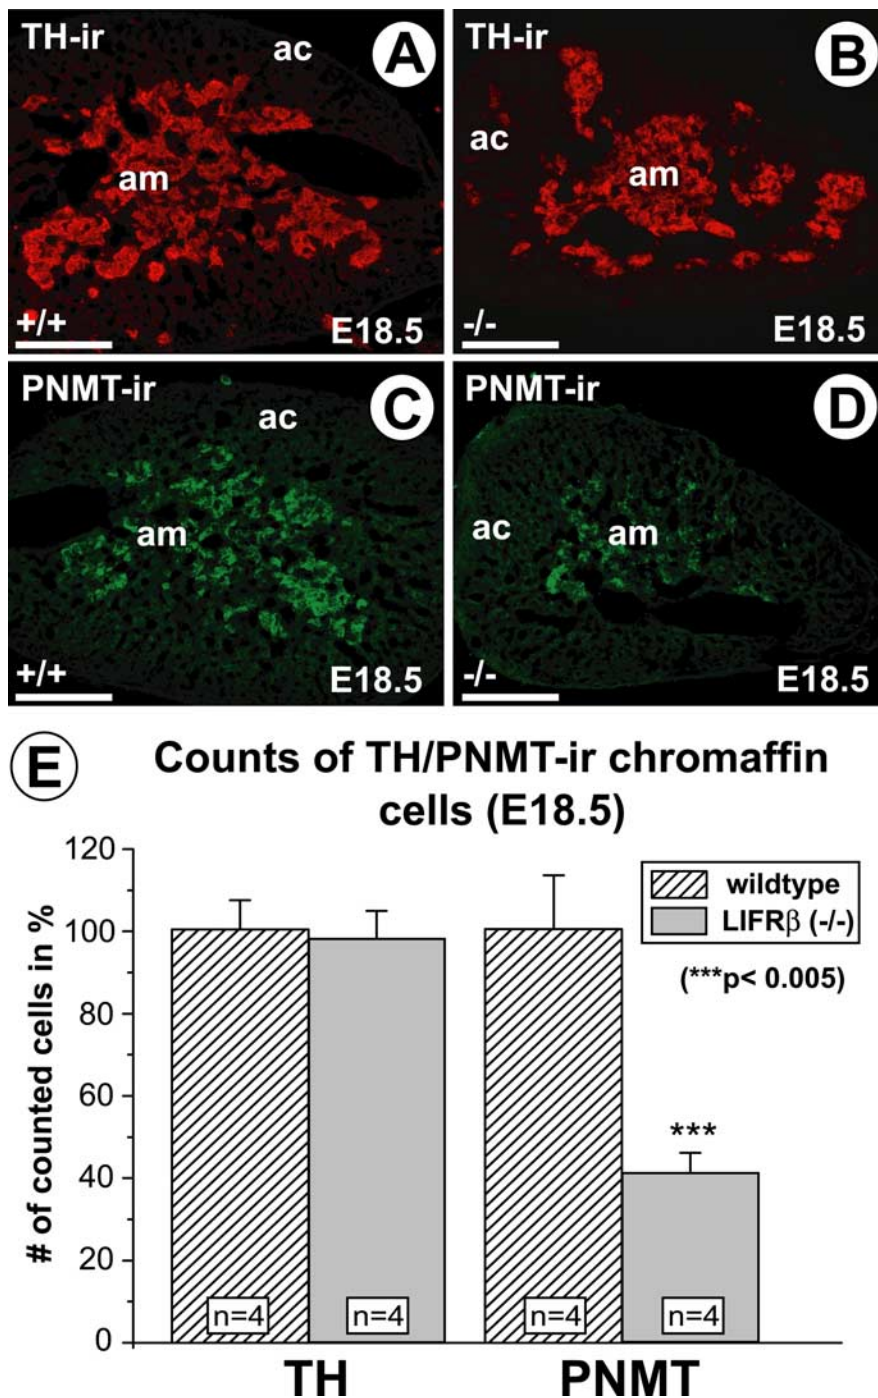 TH-ir
ac
A
am
+/+
E18.5
TH-ir
B
ac
am
-/-
E18.5
PNMT-ir
ac
C
am
+/+
E18.5
PNMT-ir
D
ac
am
-/-
E18.5
E
Counts of TH/PNMT-ir chromaffin
cells (E18.5)
# of counted cells in %
120
100
80
60
40
20
0
wildtype
LIFRβ (-/-)
(***p< 0.005)
***
n=4
n=4
n=4
n=4
TH
PNMT